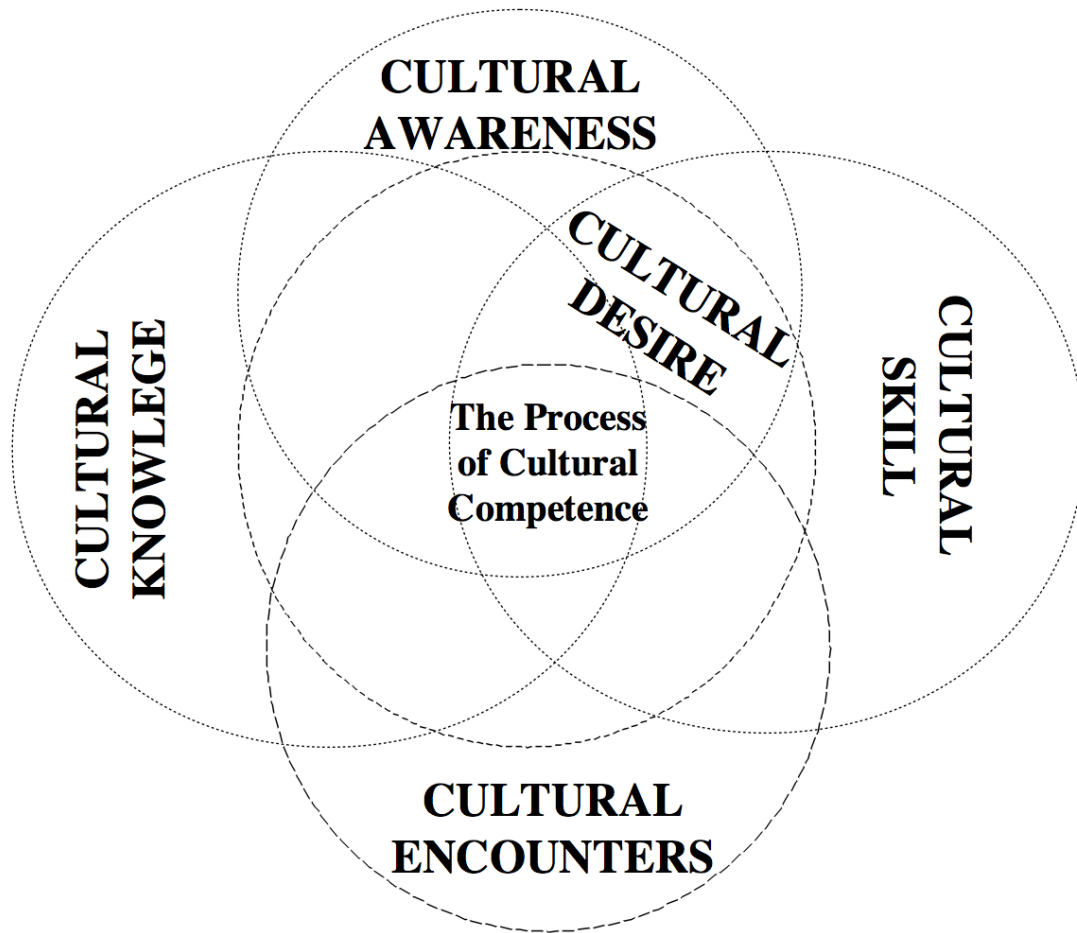 CULTURAL
AWARENESS
CULTURAL
DESIRE
CULTURAL
KNOWLEGE
The Process
of Cultural
Competence
CULTURAL
SKILL
CULTURAL
ENCOUNTERS